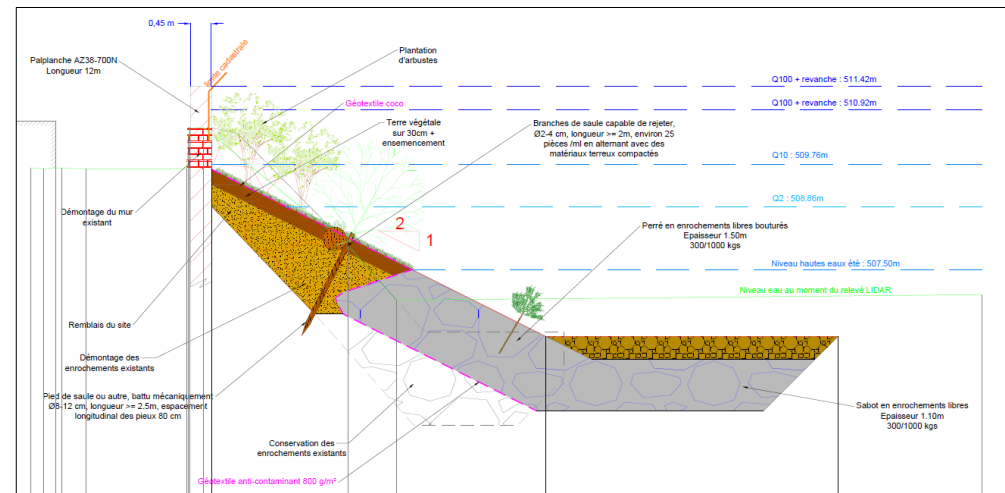 0,45 m
Palplanche AZ38-700N
Longueur 12m
limite cadastrale
Plantation
d'arbustes
Géotextile coco
Terre végétale
sur 30cm +
ensemencement
Branches de saule capable de rejeter,
Ø2-4 cm, longueur >= 2m, environ 25
pièces /ml en alternant avec des
matériaux terreux compactés
Q100 + revanche : 511.42m
Q100 + revanche : 510.92m
Q10 : 509.76m
Q2 : 508.86m
Démontage du mur
existant
2
1
Perré en enrochements libres bouturés
Epaisseur 1.50m
300/1000 kgs
Niveau hautes eaux été : 507.50m
Niveau eau au moment du relevé LIDAR
Remblais du site
Démontage des
enrochements existants
Pied de saule ou autre, battu mécaniquement
Ø8-12 cm, longueur >= 2.5m, espacement
longitudinal des pieux 80 cm
Sabot en enrochements libres
Epaisseur 1.10m
300/1000 kgs
Conservation des
enrochements existants
Géotextile anti-contaminant 800 g/m²